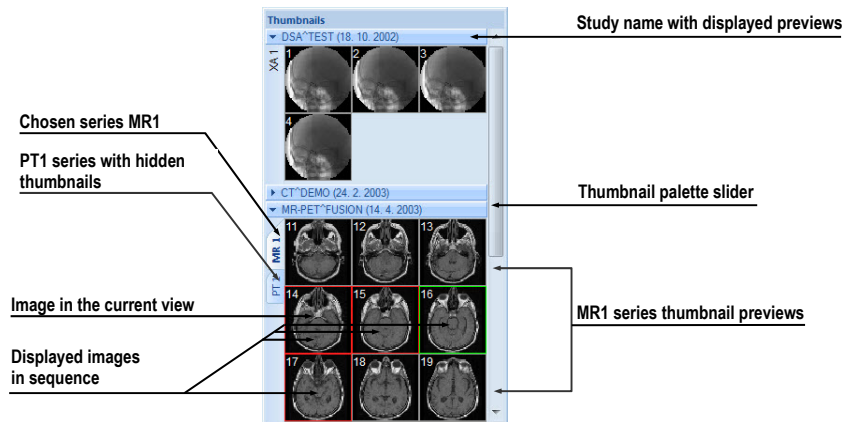 Thumbnails
Study name with displayed previews
DSA^TEST (18. 10. 2002)
XA 1
1
2
3
4
Chosen series MR1
PT1 series with hidden
thumbnails
CT^DEMO (24. 2. 2003)
Thumbnail palette slider
MR-PET^FUSION (14. 4. 2003)
MR 1
11
12
13
PT
Image in the current view
14
15
16
MR1 series thumbnail previews
Displayed images
in sequence
17
18
19